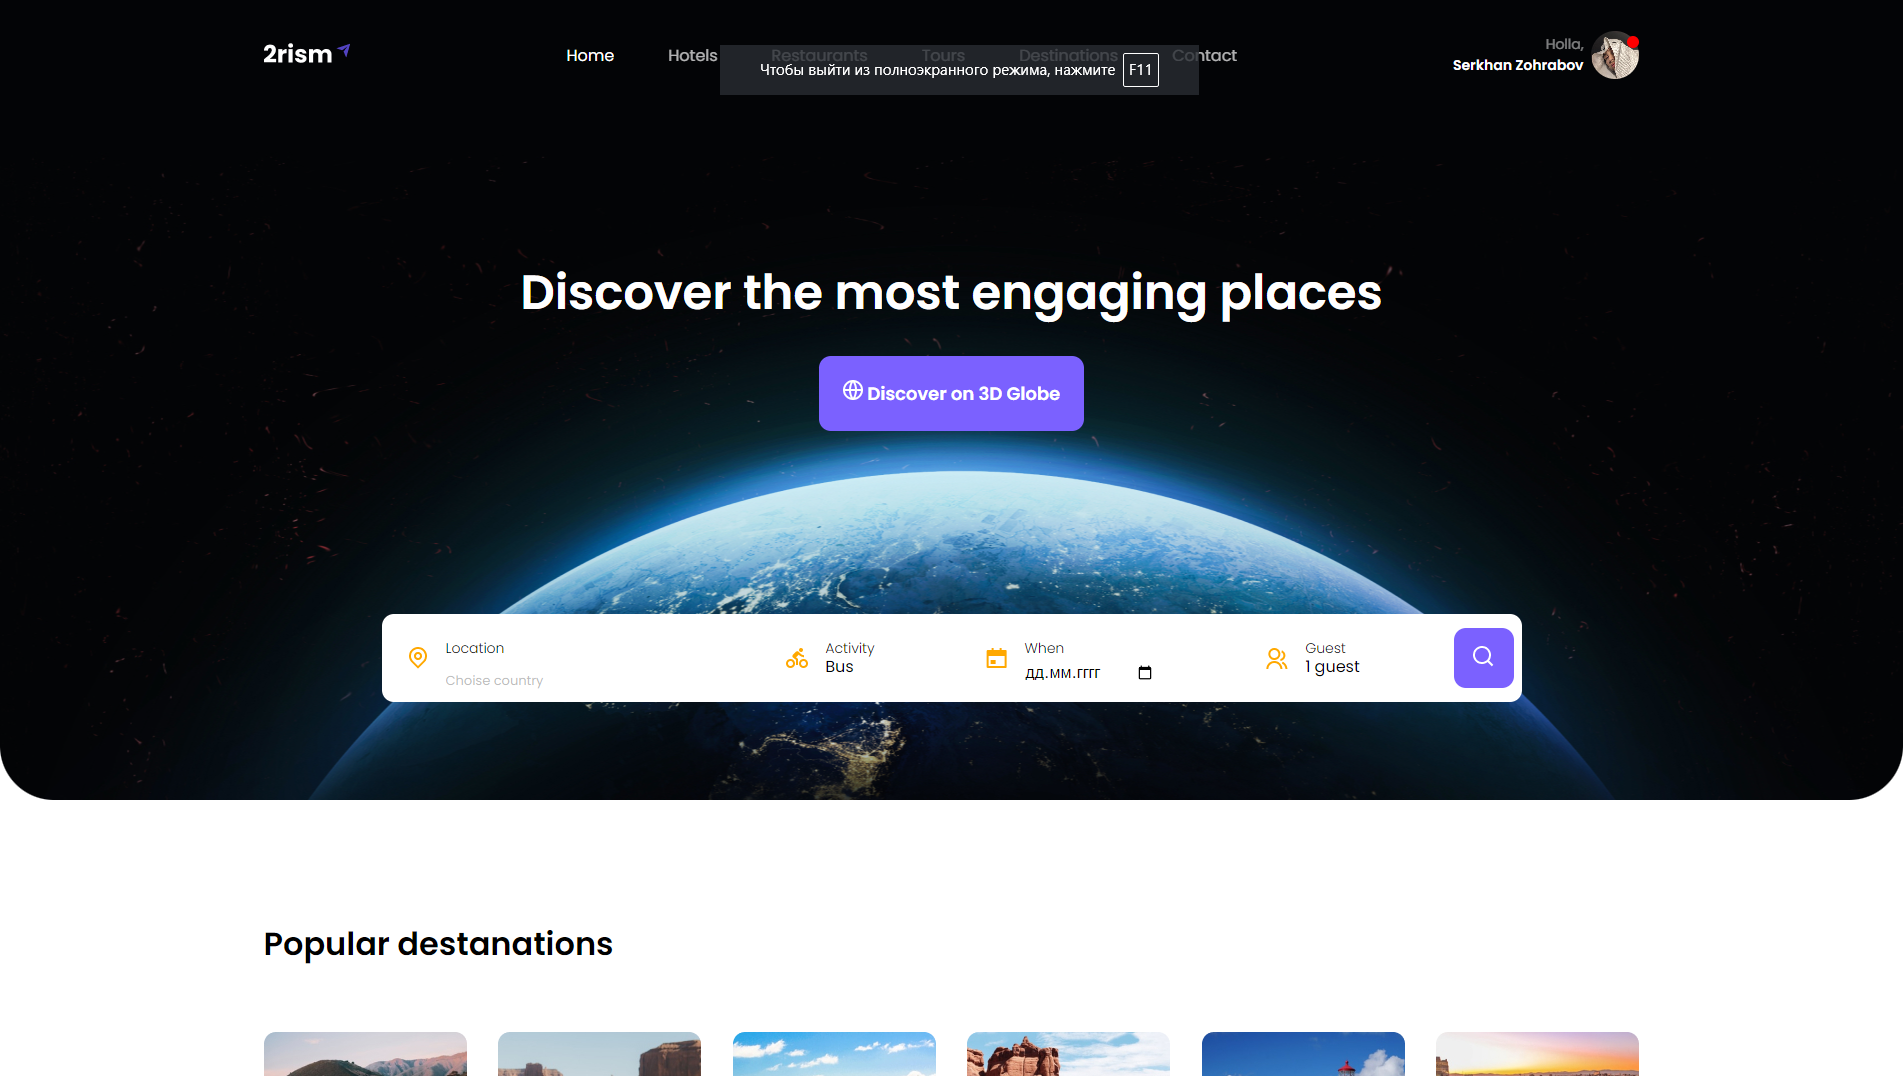 2rism
Home Hotels Restaurants Tours Destinations Contact
Чтобы выйти из полноэкранного режима, нажмите F11
Holla,
Serkhan Zohrabov
Discover the most engaging places
Discover on 3D Globe
Location
Choise country
Activity
Bus
When
дд.мм.гггг
Guest
1 guest
Popular destanations